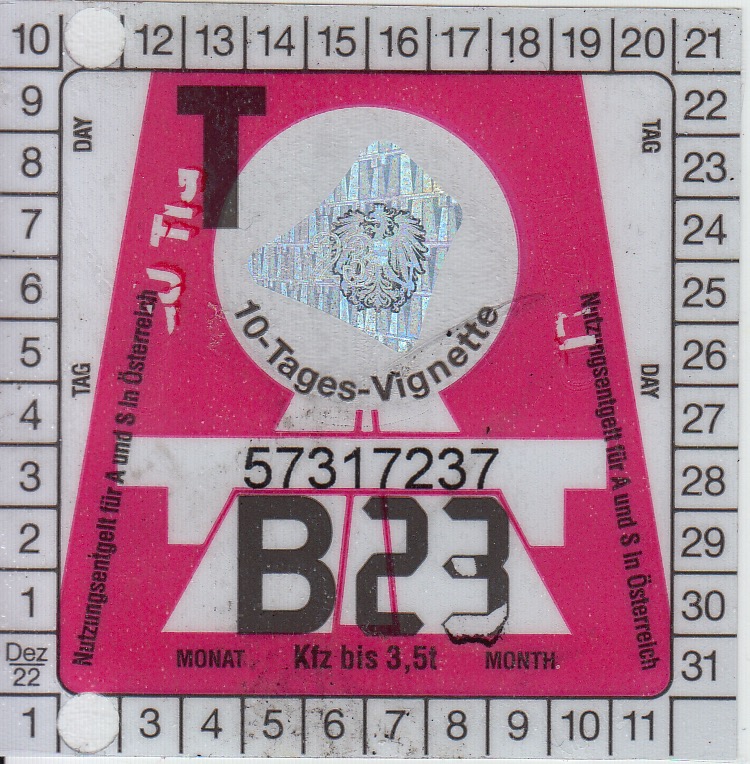 10 12 13 14 15 16 17 18 19 20 21
9 22
8 23
7 24
6 25
5 26
4 27
3 28
2 29
1 30
Dez
22
31
1 3 4 5 6 7 8 9 10 11
DAY
TAG
TAG
DAY
T
10-Tages-Vignette
Nutzungsentgelt für A und S in Österreich
Nutzungsentgelt für A und S in Österreich
57317237
B23
MONAT Kfz bis 3,5t MONTH